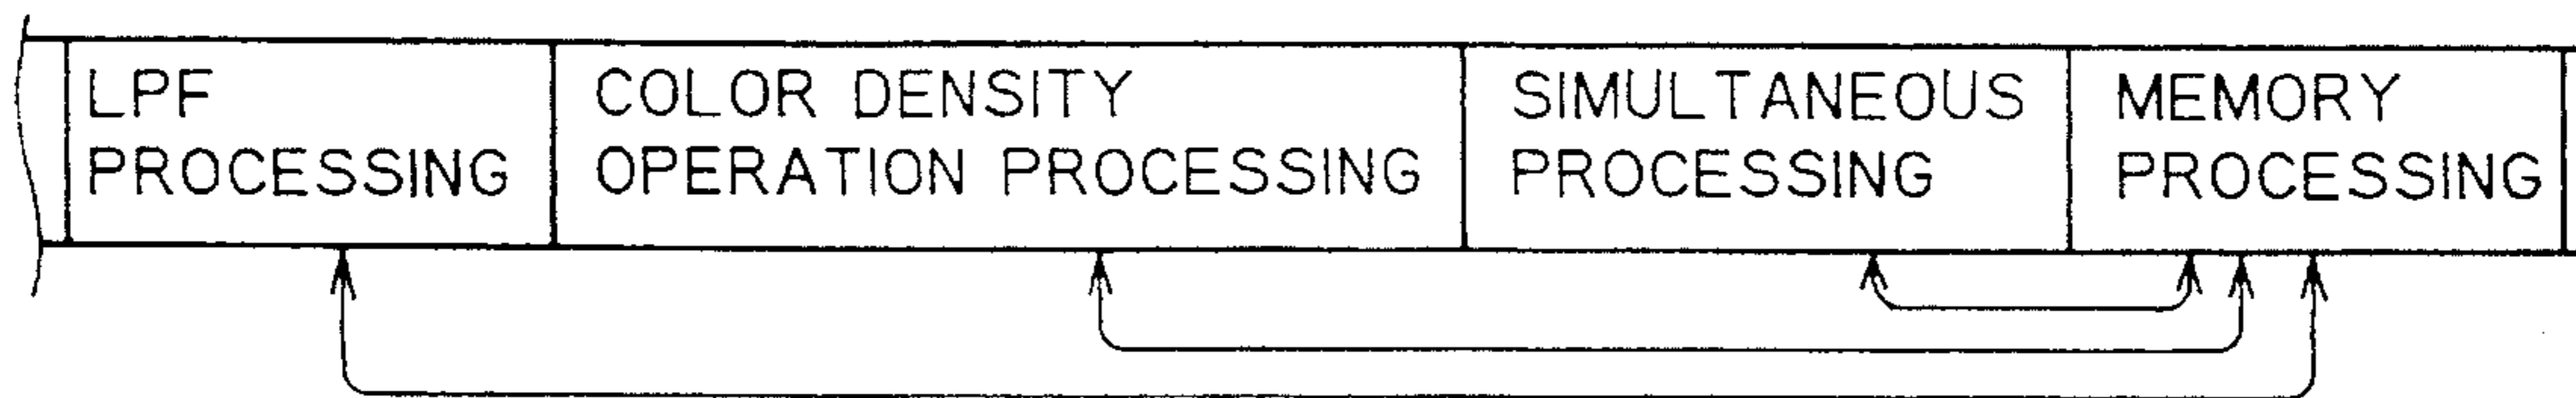 LPF
PROCESSING
COLOR DENSITY
OPERATION PROCESSING
SIMULTANEOUS
PROCESSING
MEMORY
PROCESSING